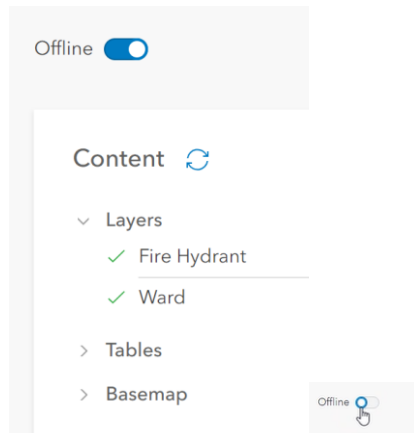 Offline
Content
Layers
Fire Hydrant
Ward
Tables
Basemap
Offline